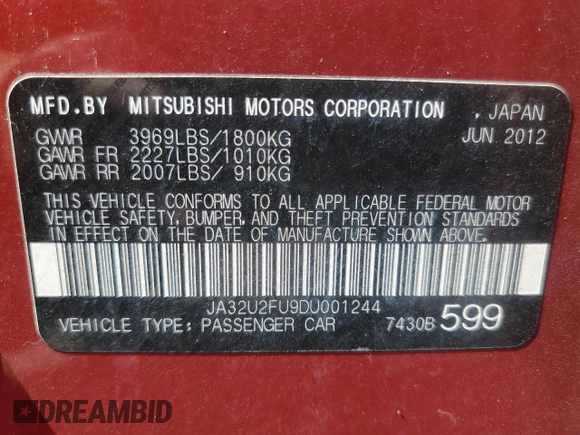 MFD.BY MITSUBISHI MOTORS CORPORATION , JAPAN
GVWR 3969LBS/1800KG JUN 2012
GAWR FR 2227LBS/1010KG
GAWR RR 2007LBS/ 910KG
THIS VEHICLE CONFORMS TO ALL APPLICABLE FEDERAL MOTOR
VEHICLE SAFETY, BUMPER, AND THEFT PREVENTION STANDARDS
IN EFFECT ON THE DATE OF MANUFACTURE SHOWN ABOVE.
JA32U2FU9DU001244
VEHICLE TYPE: PASSENGER CAR 7430B 599
DREAMBID